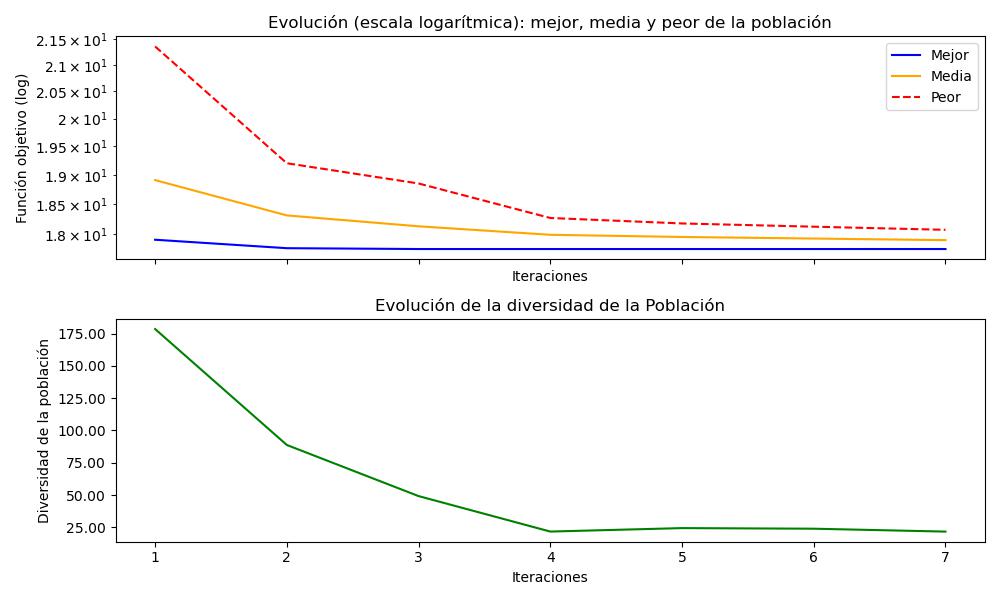 Evolución (escala logarítmica): mejor, media y peor de la población
2.15 × 10¹
2.1 × 10¹
2.05 × 10¹
2 × 10¹
1.95 × 10¹
1.9 × 10¹
1.85 × 10¹
1.8 × 10¹
Función objetivo (log)
Mejor
Media
Peor
Iteraciones
Evolución de la diversidad de la Población
175.00
150.00
125.00
100.00
75.00
50.00
25.00
Diversidad de la población
1 2 3 4 5 6 7
Iteraciones